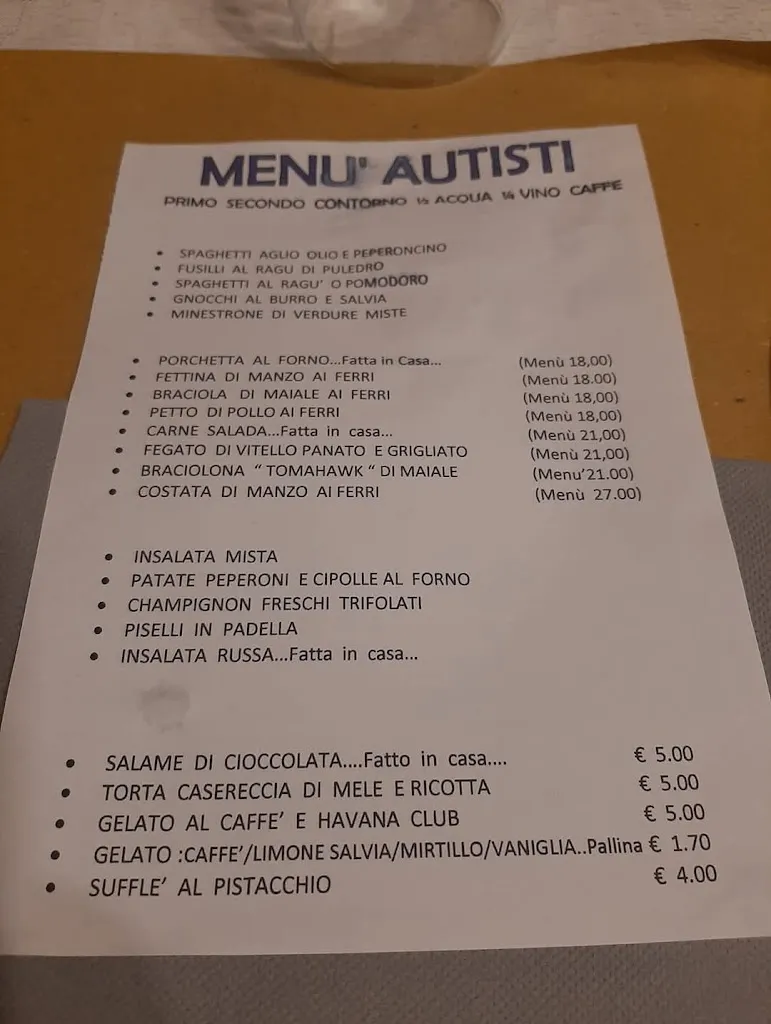 MENU' AUTISTI
PRIMO SECONDO CONTORNO ½ ACQUA ¼ VINO CAFFE
• SPAGHETTI AGLIO OLIO E PEPERONCINO
• FUSILLI AL RAGU DI PULEDRO
• SPAGHETTI AL RAGU' O POMODORO
• GNOCCHI AL BURRO E SALVIA
• MINESTRONE DI VERDURE MISTE
• PORCHETTA AL FORNO...Fatta in Casa... (Menù 18,00)
• FETTINA DI MANZO AI FERRI (Menù 18.00)
• BRACIOLA DI MAIALE AI FERRI (Menù 18,00)
• PETTO DI POLLO AI FERRI (Menù 18,00)
• CARNE SALADA...Fatta in casa... (Menù 21,00)
• FEGATO DI VITELLO PANATO E GRIGLIATO (Menù 21,00)
• BRACIOLONA “ TOMAHAWK “ DI MAIALE (Menu’21.00)
• COSTATA DI MANZO AI FERRI (Menù 27.00)
• INSALATA MISTA
• PATATE PEPERONI E CIPOLLE AL FORNO
• CHAMPIGNON FRESCHI TRIFOLATI
• PISELLI IN PADELLA
• INSALATA RUSSA...Fatta in casa...
• SALAME DI CIOCCOLATA....Fatto in casa.... € 5.00
• TORTA CASERECCIA DI MELE E RICOTTA € 5.00
• GELATO AL CAFFE’ E HAVANA CLUB € 5.00
• GELATO :CAFFE’/LIMONE SALVIA/MIRTILLO/VANIGLIA..Pallina € 1.70
• SUFFLE’ AL PISTACCHIO € 4.00